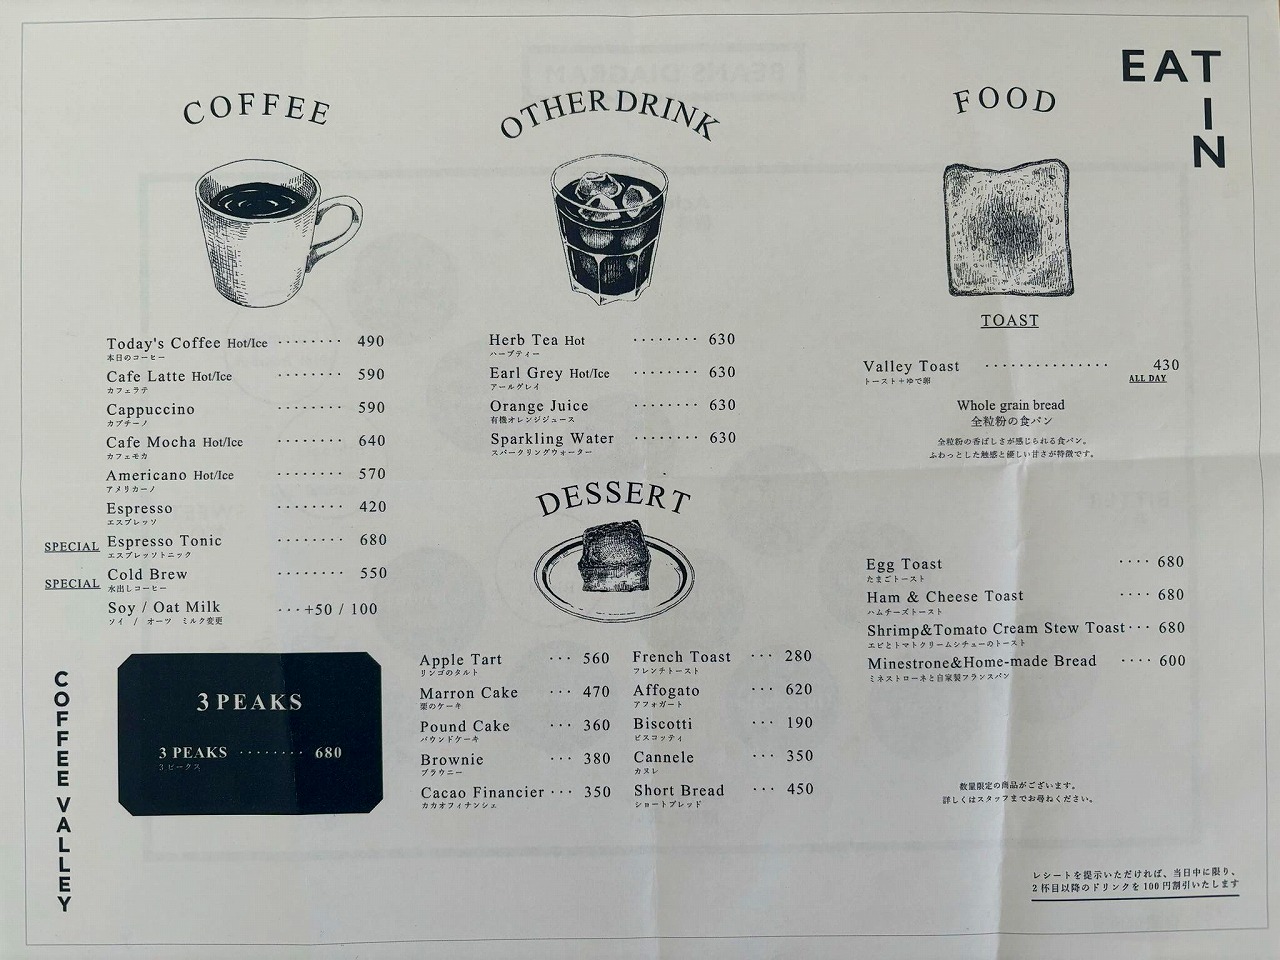 EAT
IN
COFFEE
Today's Coffee Hot/Ice ········ 490
本日のコーヒー
Cafe Latte Hot/Ice ········ 590
カフェラテ
Cappuccino ········ 590
カプチーノ
Cafe Mocha Hot/Ice ········ 640
カフェモカ
Americano Hot/Ice ········ 570
アメリカーノ
Espresso ········ 420
エスプレッソ
SPECIAL Espresso Tonic ········ 680
エスプレッソトニック
SPECIAL Cold Brew ········ 550
水出しコーヒー
Soy / Oat Milk ···+50 / 100
ソイ / オーツ ミルク変更
3 PEAKS
3 PEAKS ········ 680
3 ピークス
COFFEE VALLEY
OTHER DRINK
Herb Tea Hot ········ 630
ハーブティー
Earl Grey Hot/Ice ········ 630
アールグレイ
Orange Juice ········ 630
有機オレンジジュース
Sparkling Water ········ 630
スパークリングウォーター
DESSERT
Apple Tart ··· 560
リンゴのタルト
Marron Cake ··· 470
栗のケーキ
Pound Cake ··· 360
パウンドケーキ
Brownie ··· 380
ブラウニー
Cacao Financier ··· 350
カカオフィナンシェ
French Toast ··· 280
フレンチトースト
Affogato ··· 620
アフォガート
Biscotti ··· 190
ビスコッティ
Cannele ··· 350
カヌレ
Short Bread ··· 450
ショートブレッド
FOOD
TOAST
Valley Toast ··············· 430
トースト+ゆで卵
ALL DAY
Whole grain bread
全粒粉の食パン
全粒粉の香ばしさが感じられる食パン。
ふわっとした触感と優しい甘さが特徴です。
Egg Toast ···· 680
たまごトースト
Ham & Cheese Toast ···· 680
ハムチーズトースト
Shrimp&Tomato Cream Stew Toast ··· 680
エビとトマトクリームシチューのトースト
Minestrone&Home-made Bread ···· 600
ミネストローネと自家製フランスパン
数量限定の商品がございます。
詳しくはスタッフまでお尋ねください。
レシートを提示いただければ、当日中に限り、
2 杯目以降のドリンクを 100 円割引いたします